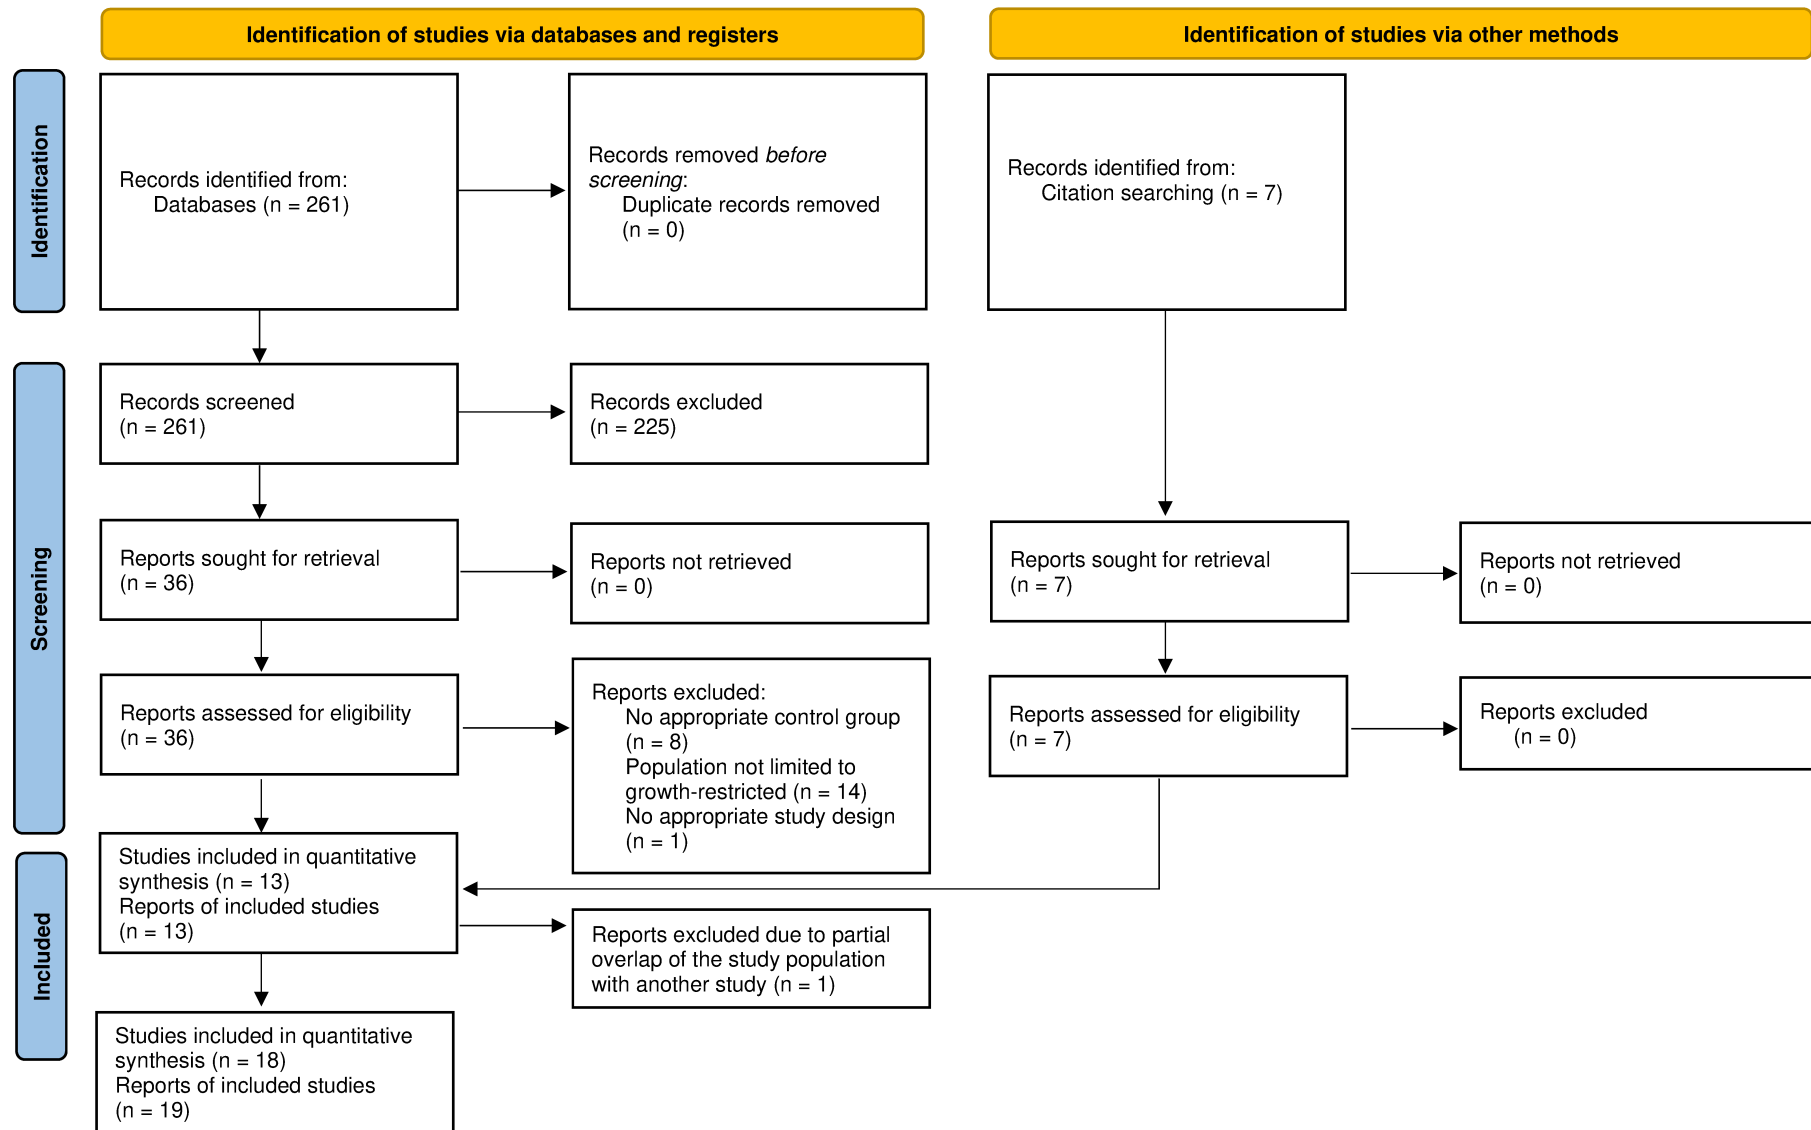 Identification of studies via databases and registers
Identification of studies via other methods
Identification
Records identified from:
Databases (n = 261)
Records removed before
screening:
Duplicate records removed
(n = 0)
Records identified from:
Citation searching (n = 7)
Screening
Records screened
(n = 261)
Records excluded
(n = 225)
Reports sought for retrieval
(n = 36)
Reports not retrieved
(n = 0)
Reports sought for retrieval
(n = 7)
Reports not retrieved
(n = 0)
Reports assessed for eligibility
(n = 36)
Reports excluded:
No appropriate control group
(n = 8)
Population not limited to
growth-restricted (n = 14)
No appropriate study design
(n = 1)
Reports assessed for eligibility
(n = 7)
Reports excluded
(n = 0)
Included
Studies included in quantitative
synthesis (n = 13)
Reports of included studies
(n = 13)
Reports excluded due to partial
overlap of the study population
with another study (n = 1)
Studies included in quantitative
synthesis (n = 18)
Reports of included studies
(n = 19)